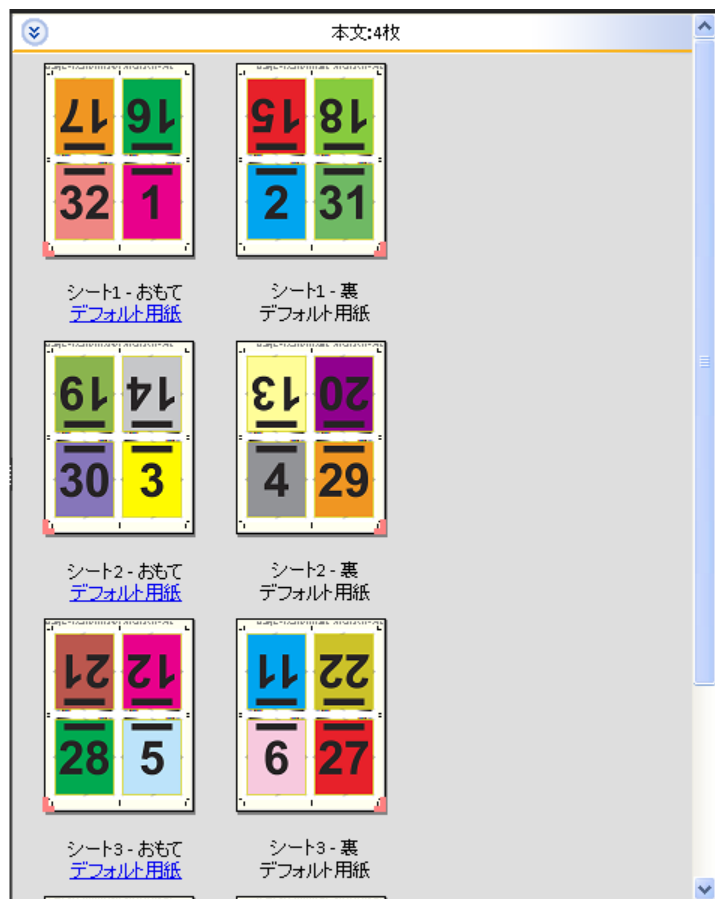 本文:4枚
17 16
32 1
15 18
2 31
シート1 - おもて
デフォルト用紙
シート1 - 裏
デフォルト用紙
19 14
30 3
13 20
4 29
シート2 - おもて
デフォルト用紙
シート2 - 裏
デフォルト用紙
21 12
28 5
11 22
6 27
シート3 - おもて
デフォルト用紙
シート3 - 裏
デフォルト用紙